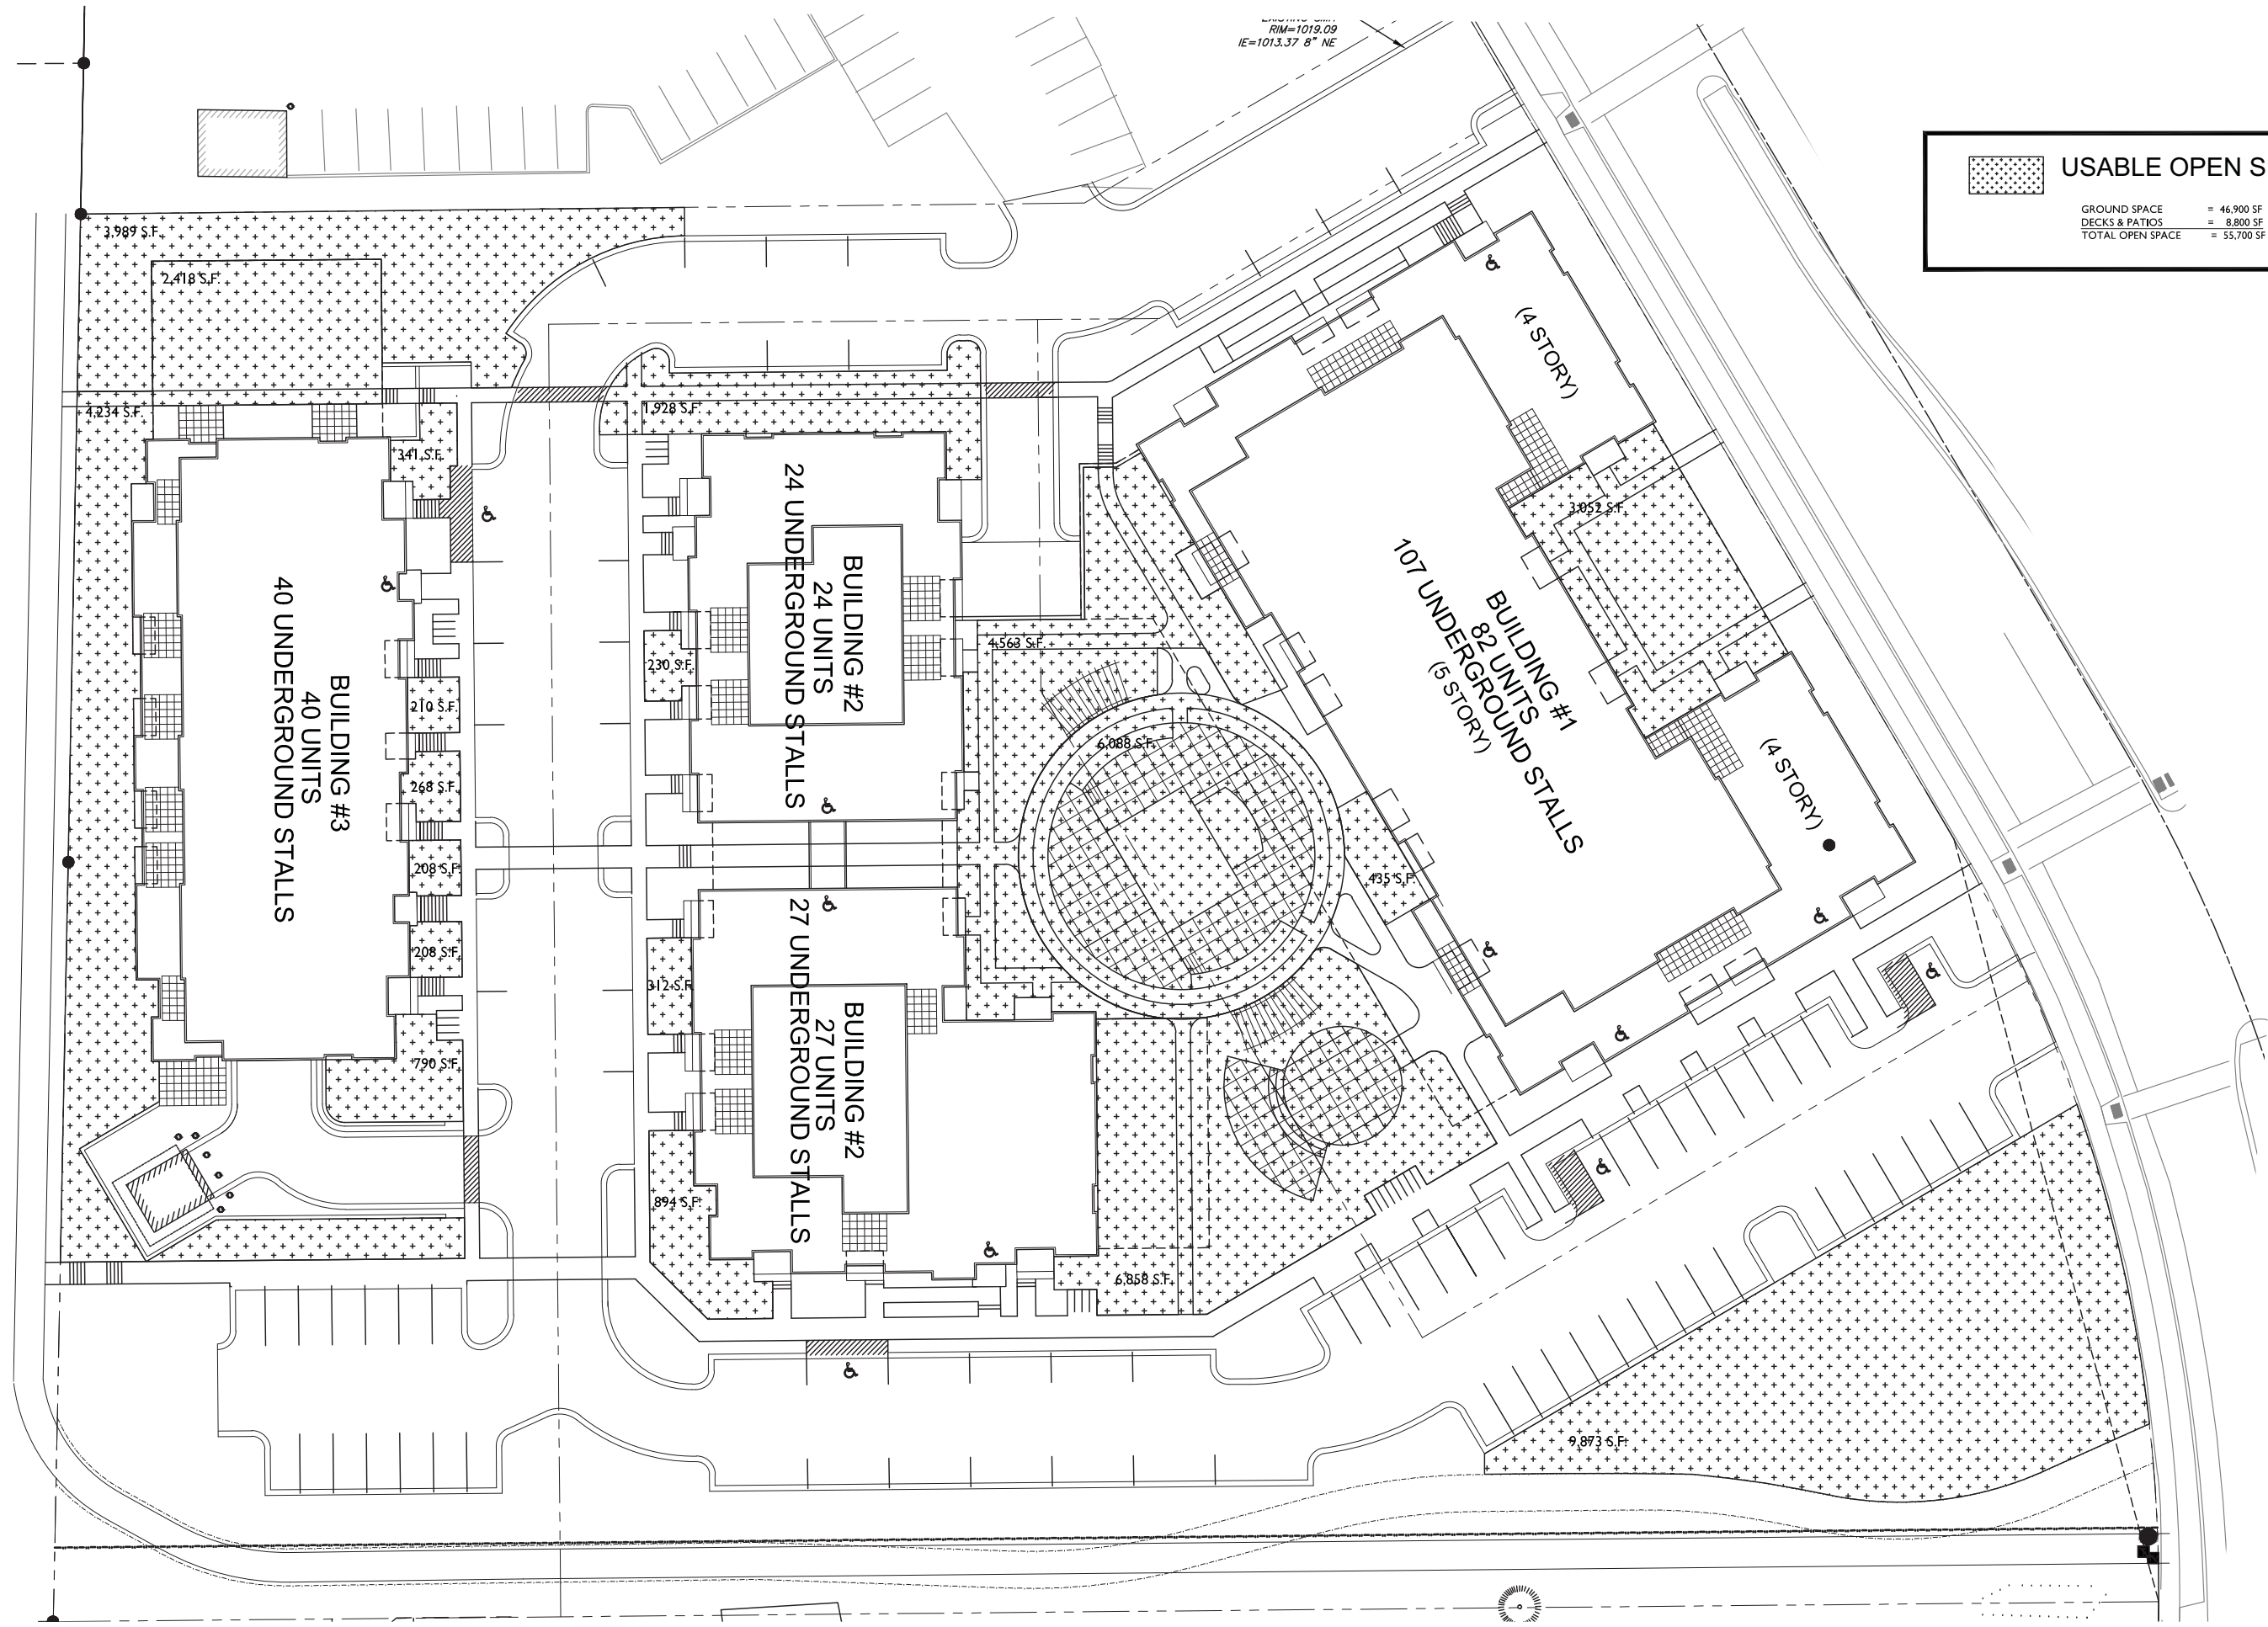 EXISTING SMH
RIM=1019.09
IE=1013.37 8" NE
USABLE OPEN S
GROUND SPACE = 46,900 SF
DECKS & PATIOS = 8,800 SF
TOTAL OPEN SPACE = 55,700 SF
3,989 S.F.
2,418 S.F.
4,234 S.F.
1,928 S.F.
341 S.F.
(4 STORY)
3,052 S.F.
24 UNDERGROUND STALLS
24 UNITS
BUILDING #2
BUILDING #1
82 UNITS
107 UNDERGROUND STALLS
(5 STORY)
BUILDING #3
40 UNITS
40 UNDERGROUND STALLS
4,563 S.F.
230 S.F.
210 S.F.
6,088 S.F.
(4 STORY)
268 S.F.
208 S.F.
435 S.F.
208 S.F.
312 S.F.
BUILDING #2
27 UNITS
27 UNDERGROUND STALLS
790 S.F.
894 S.F.
6,858 S.F.
9,873 S.F.